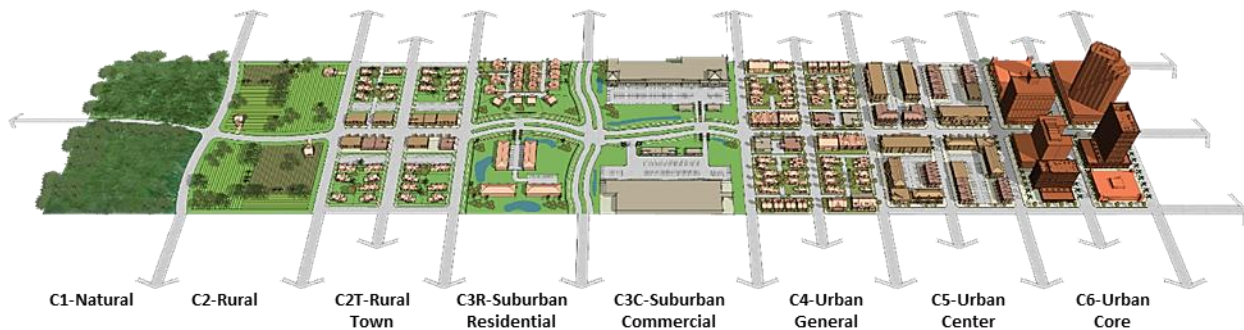 C1-Natural
C2-Rural
C2T-Rural
Town
C3R-Suburban
Residential
C3C-Suburban
Commercial
C4-Urban
General
C5-Urban
Center
C6-Urban
Core